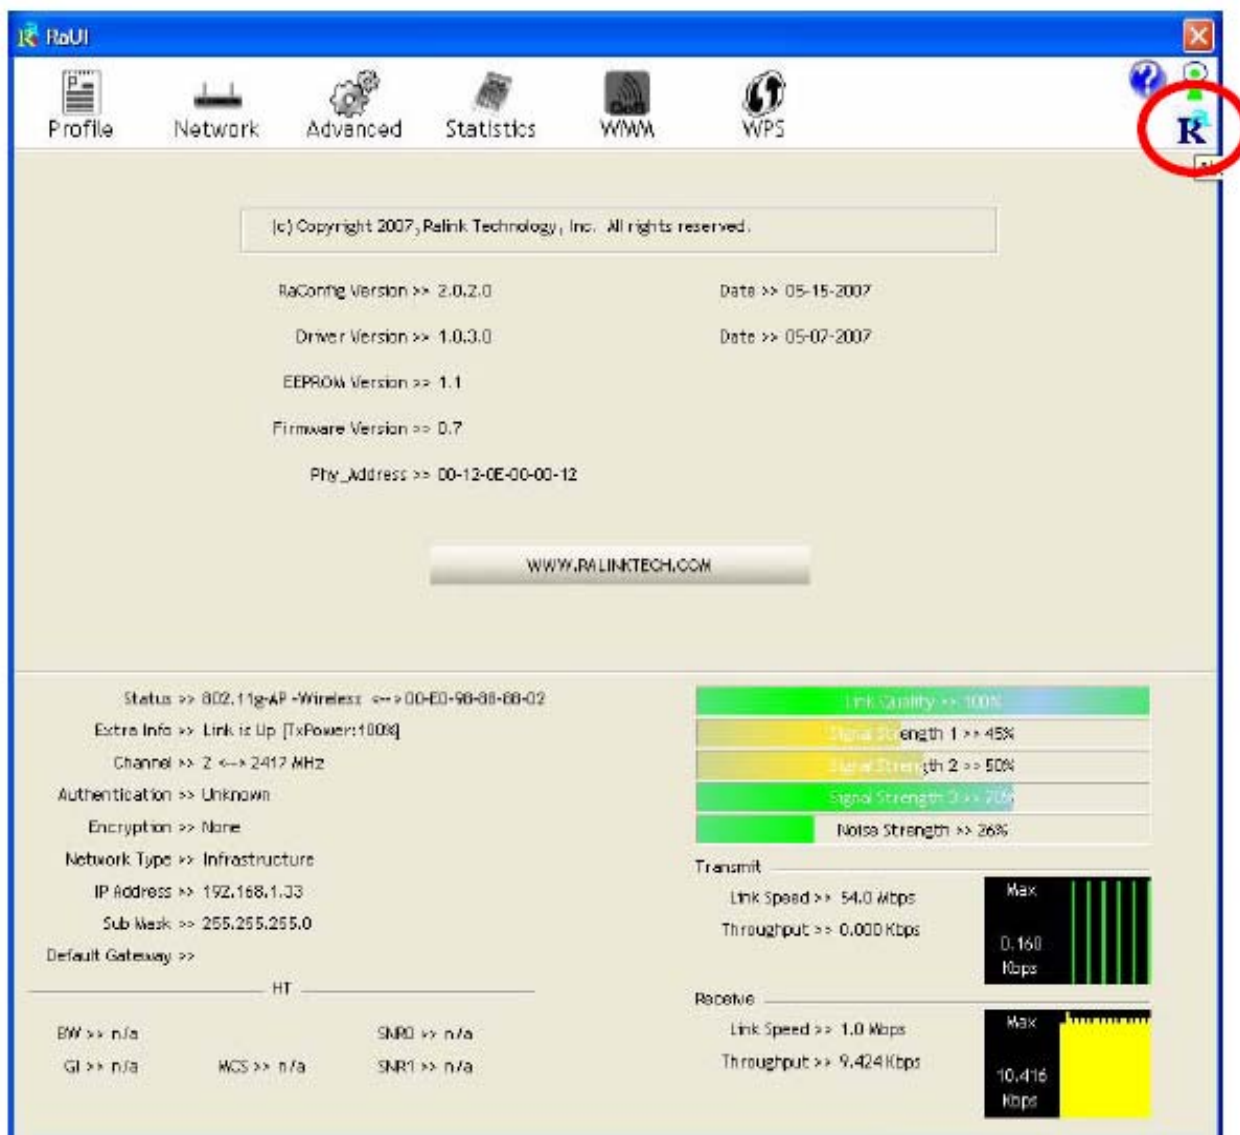 RaUI
Profile
Network
Advanced
Statistics
QoS
WMM
WPS
(c) Copyright 2007, Ralink Technology, Inc. All rights reserved.
RaConfig Version >> 2.0.2.0
Date >> 05-15-2007
Driver Version >> 1.0.3.0
Date >> 05-07-2007
EEPROM Version >> 1.1
Firmware Version >> 0.7
Phy_Address >> 00-12-0E-00-00-12
WWW.RALINKTECH.COM
Status >> 802.11g-AP-Wireless <--> 00-E0-98-88-88-02
Extra Info >> Link is Up [TxPower:100%]
Channel >> 2 <--> 2417 MHz
Authentication >> Unknown
Encryption >> None
Network Type >> Infrastructure
IP Address >> 192.168.1.33
Sub Mask >> 255.255.255.0
Default Gateway >>
HT
BW >> n/a
SNR0 >> n/a
GI >> n/a
MCS >> n/a
SNR1 >> n/a
Link Quality >> 100%
Signal Strength 1 >> 45%
Signal Strength 2 >> 50%
Signal Strength 3 >> 70%
Noise Strength >> 26%
Transmit
Link Speed >> 54.0 Mbps
Throughput >> 0.000 Kbps
Max
0.160
Kbps
Receive
Link Speed >> 1.0 Mbps
Throughput >> 9.424 Kbps
Max
10.416
Kbps